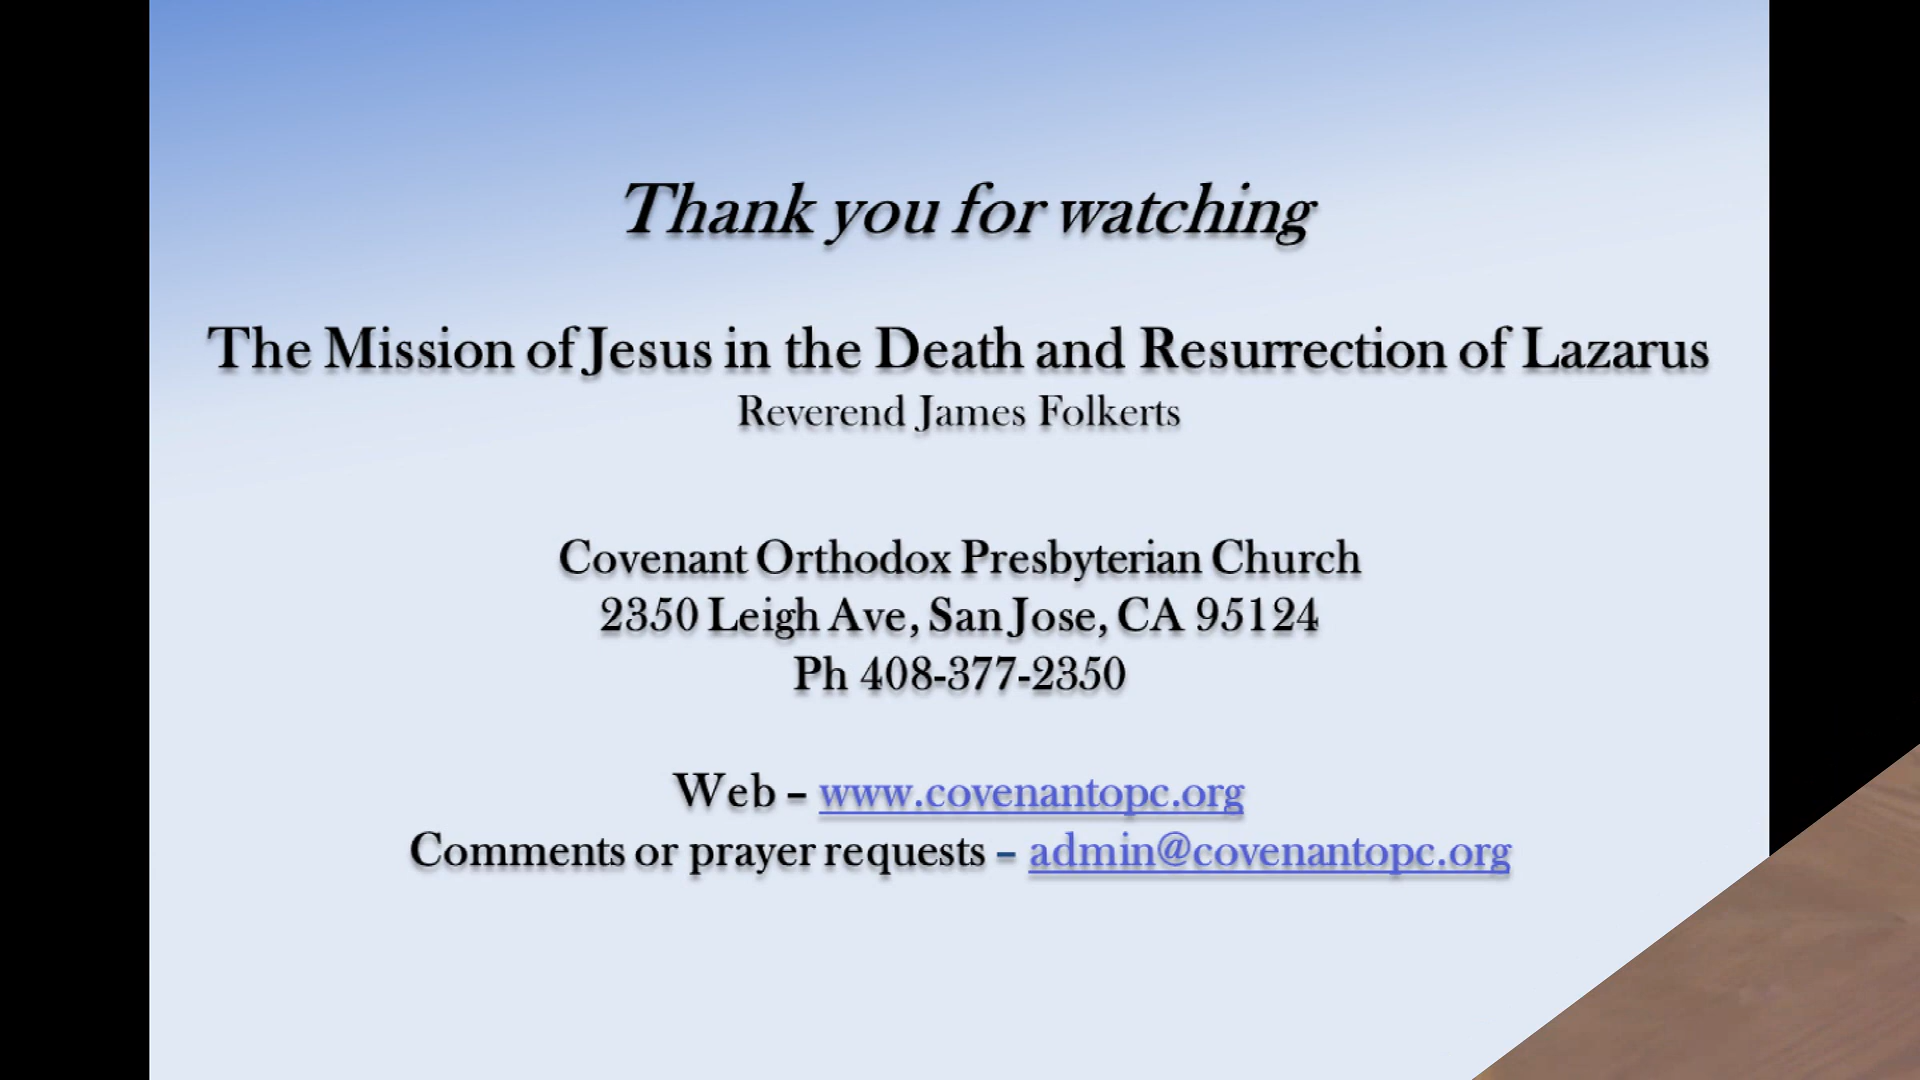 Thank you for watching
The Mission of Jesus in the Death and Resurrection of Lazarus
Reverend James Folkerts
Covenant Orthodox Presbyterian Church
2350 Leigh Ave, San Jose, CA 95124
Ph 408-377-2350
Web – www.covenantopc.org
Comments or prayer requests – admin@covenantopc.org